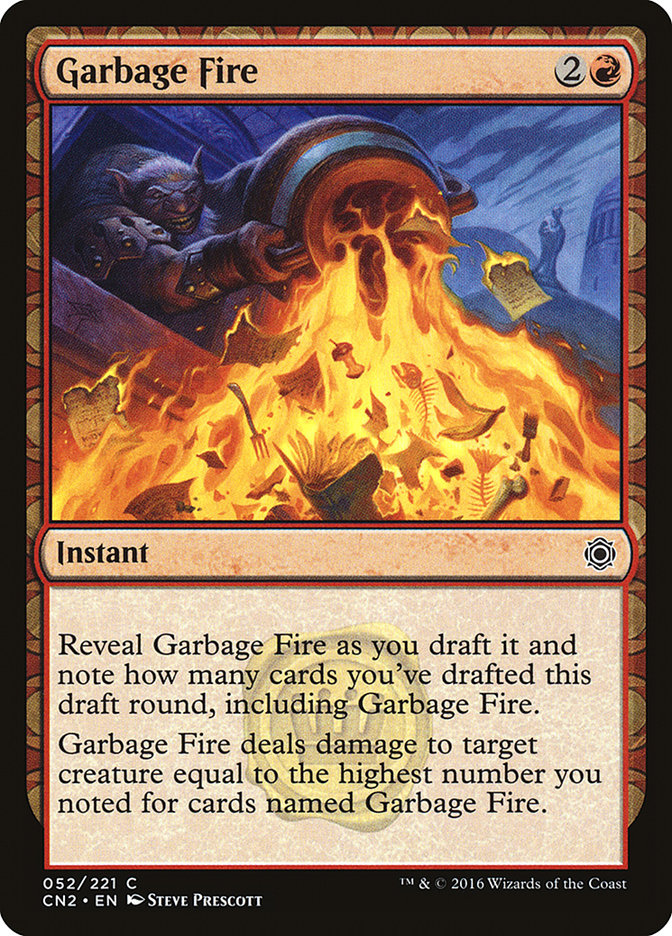 Garbage Fire 2
Instant
Reveal Garbage Fire as you draft it and
note how many cards you've drafted this
draft round, including Garbage Fire.
Garbage Fire deals damage to target
creature equal to the highest number you
noted for cards named Garbage Fire.
052/221 C ™ & © 2016 Wizards of the Coast
CN2 • EN Steve Prescott